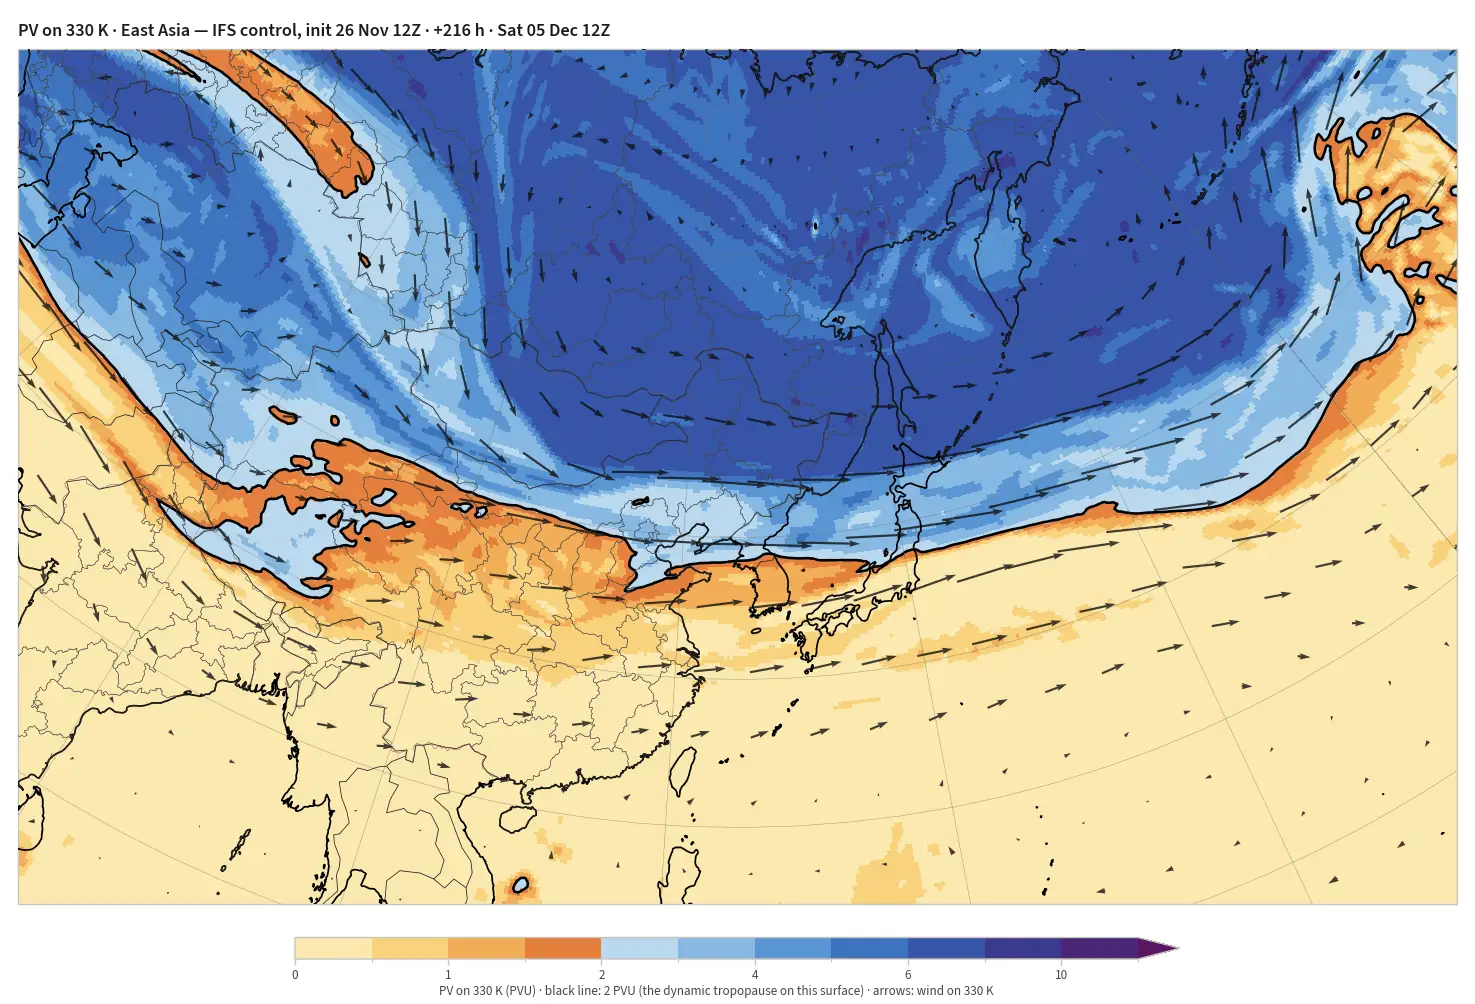 PV on 330 K · East Asia — IFS control, init 26 Nov 12Z · +216 h · Sat 05 Dec 12Z
0 1 2 4 6 10
PV on 330 K (PVU) · black line: 2 PVU (the dynamic tropopause on this surface) · arrows: wind on 330 K